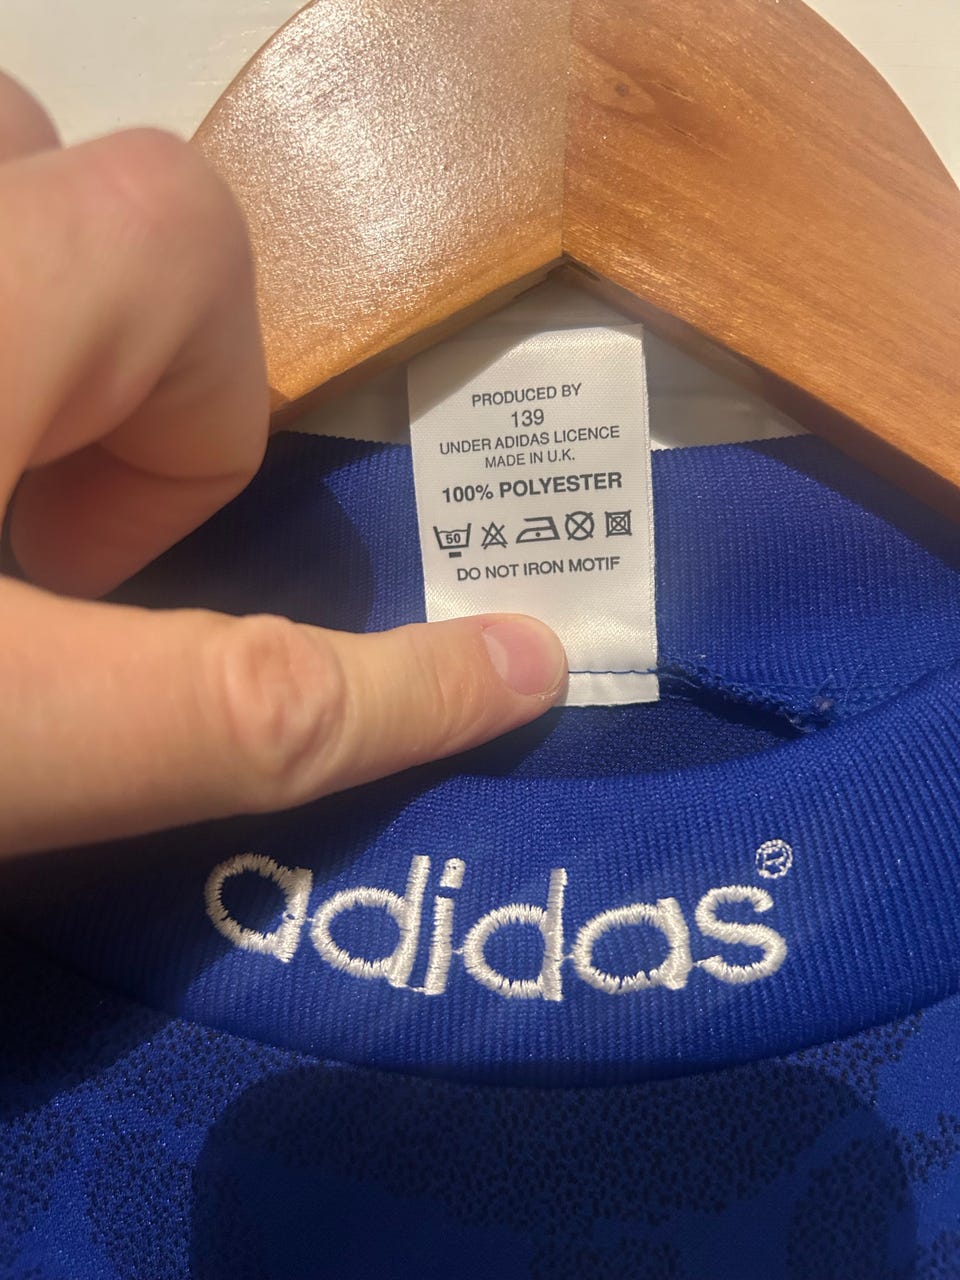 PRODUCED BY
139
UNDER ADIDAS LICENCE
MADE IN U.K.
100% POLYESTER
50
DO NOT IRON MOTIF
adidas®